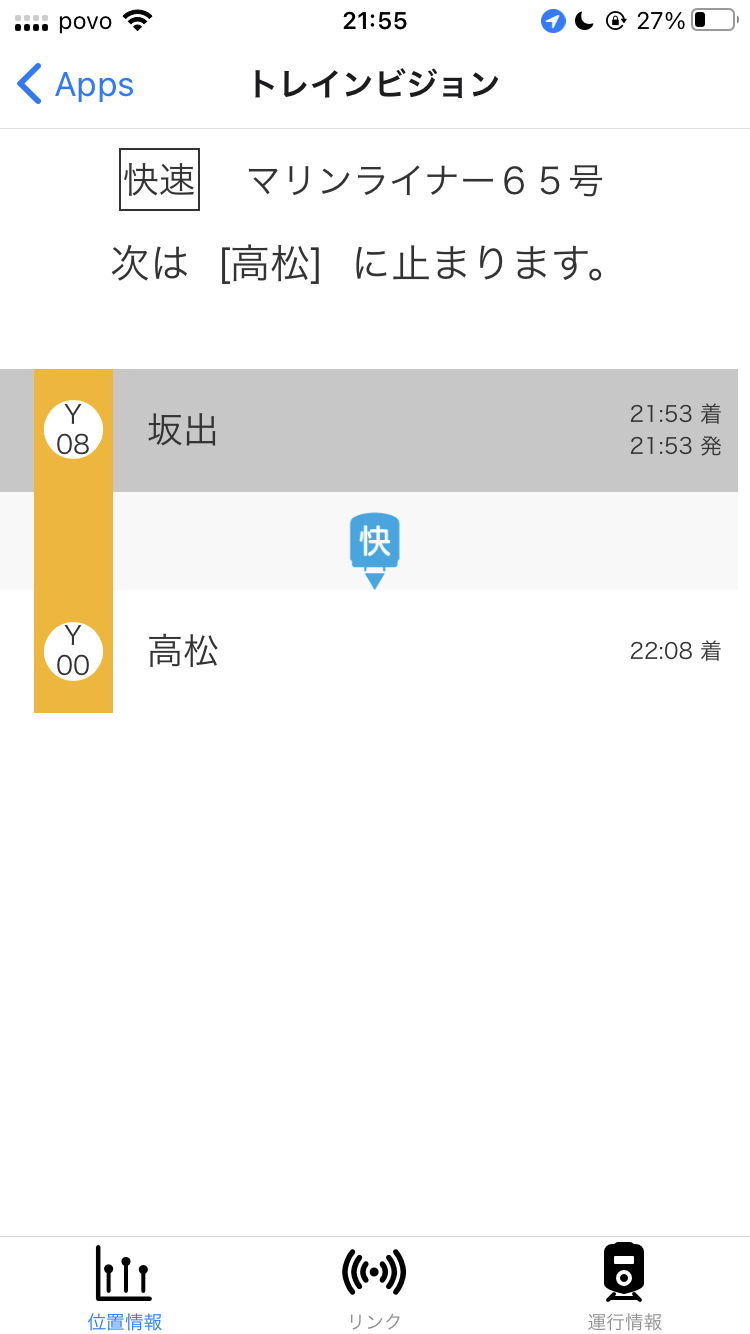 povo 21:55 27%
Apps トレインビジョン
快速 マリンライナー６５号
次は [高松] に止まります。
Y
08
坂出
21:53 着
21:53 発
快
Y
00
高松
22:08 着
位置情報 リンク 運行情報